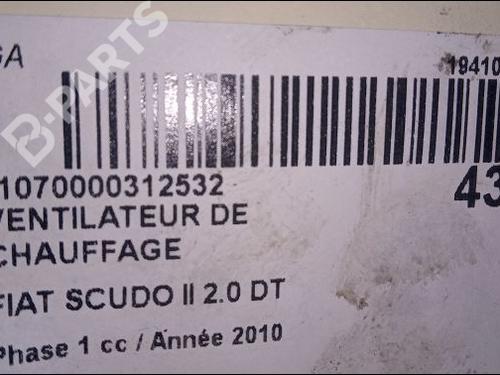 GA
19410
B-PARTS
1070000312532
43
VENTILATEUR DE
CHAUFFAGE
FIAT SCUDO II 2.0 DT
Phase 1 cc / Année 2010